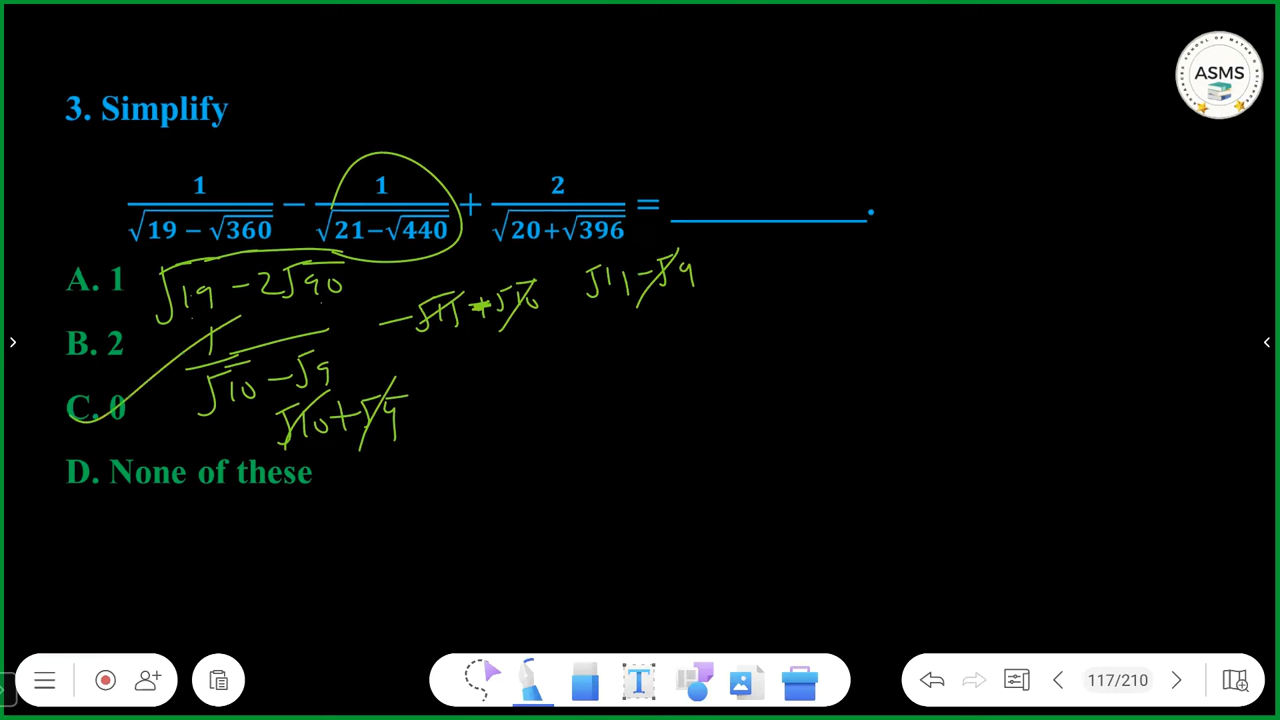 ASMS
3. Simplify
1/√(19 − √360) − 1/√(21−√440) + 2/√(20+√396) = __________.
A. 1
√(19 − 2√90)
√11 − √9
− √11 + √10
B. 2
1/(√10 − √9)
C. 0
√10 + √9
D. None of these
117/210